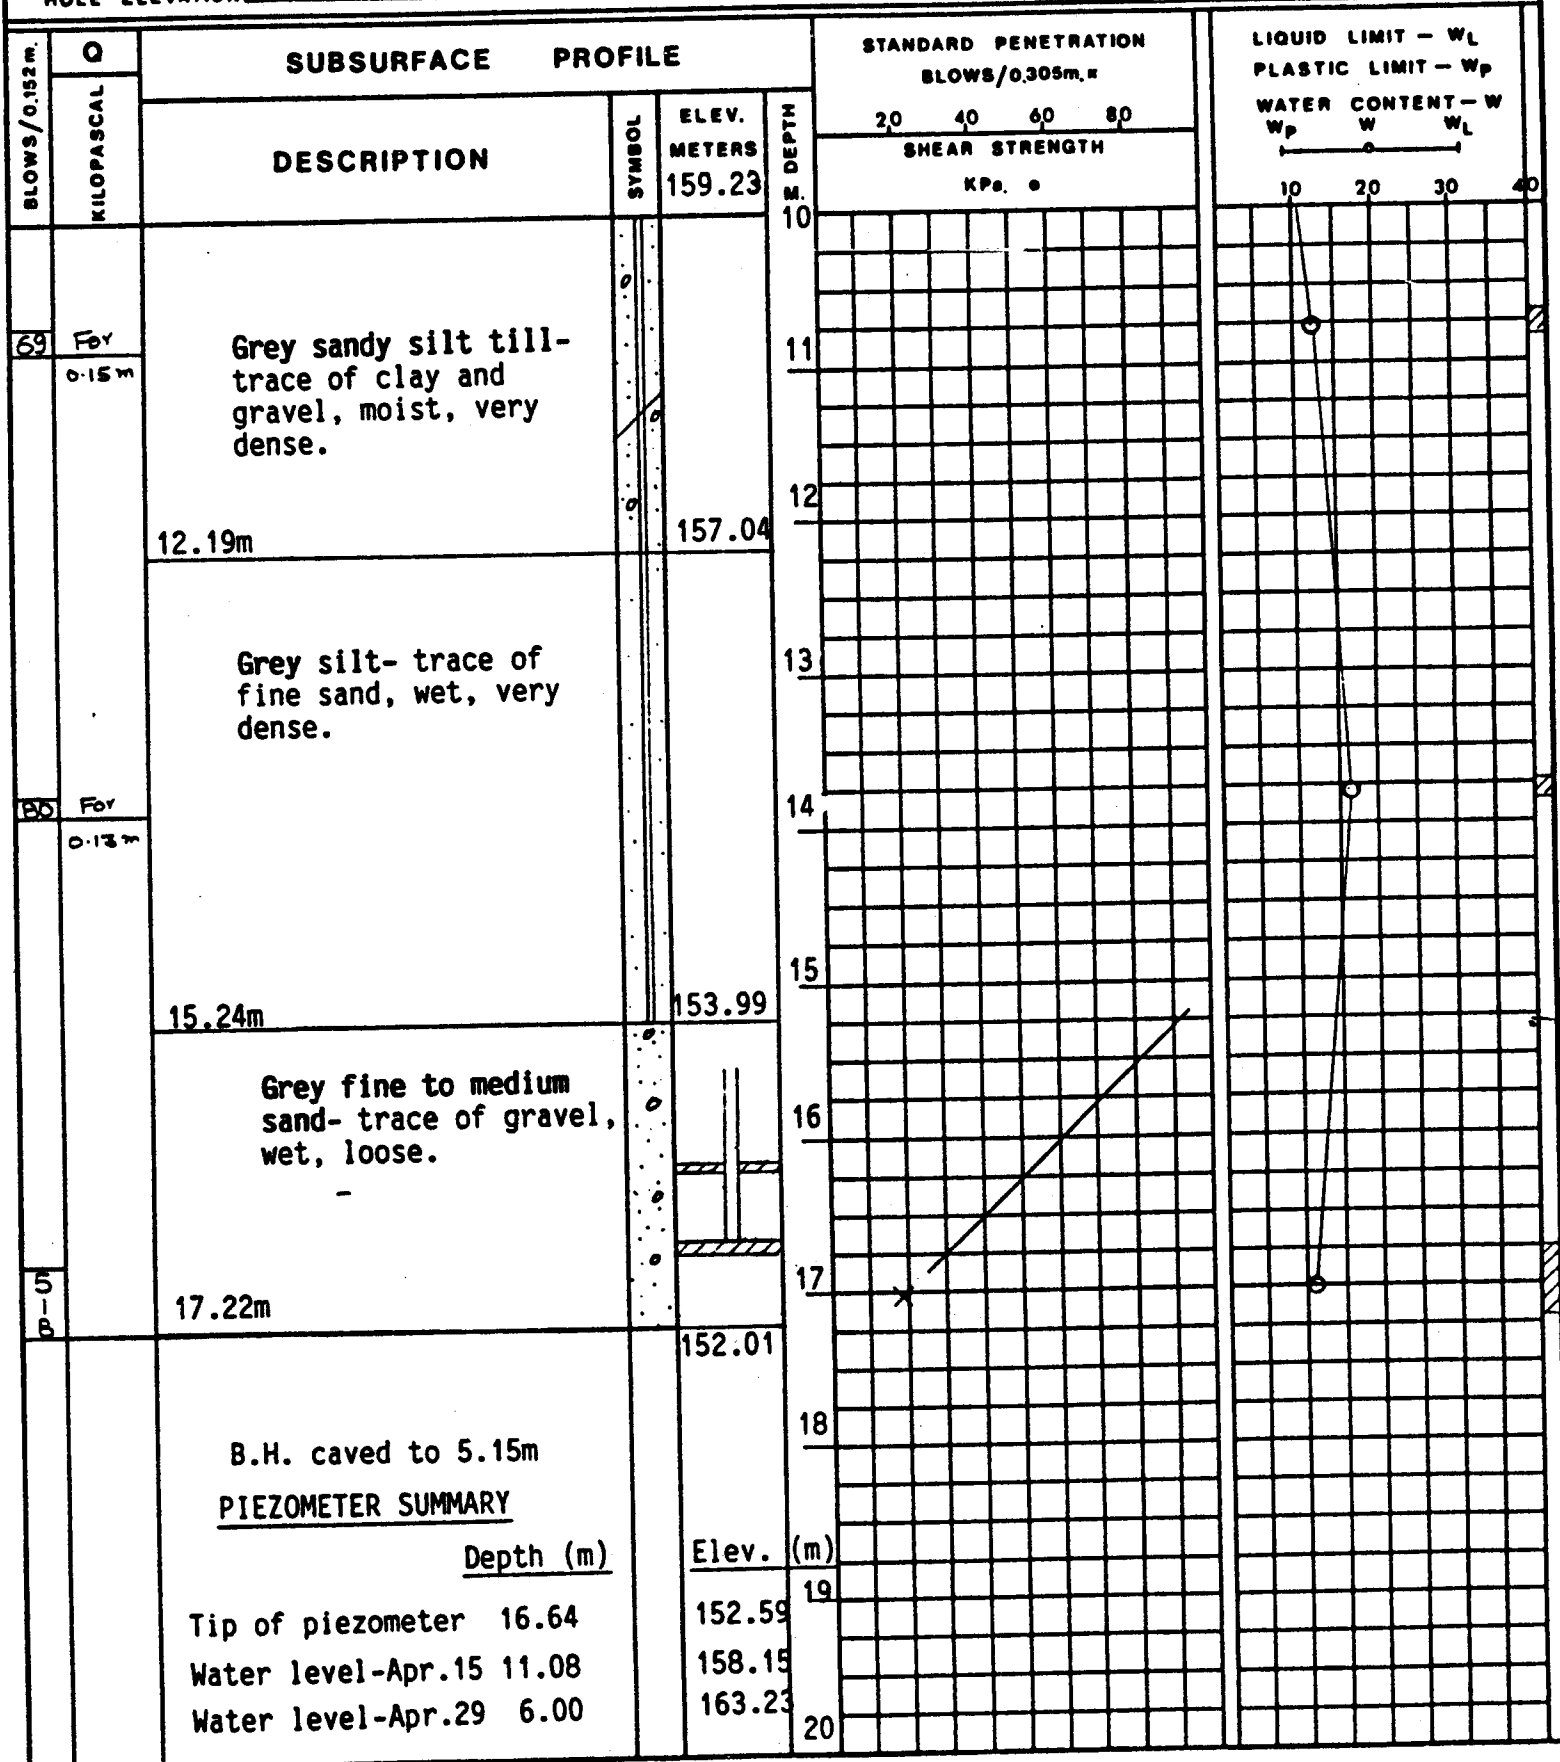 BLOWS/0.152m.
Q
KILOPASCAL
SUBSURFACE PROFILE
DESCRIPTION
SYMBOL
ELEV.
METERS
159.23
M. DEPTH
STANDARD PENETRATION
BLOWS/0.305m.
20 40 60 80
SHEAR STRENGTH
KPa. •
LIQUID LIMIT – WL
PLASTIC LIMIT – WP
WATER CONTENT – W
WP W WL
10 20 30 40
10
69 For
0.15m
Grey sandy silt till-
trace of clay and
gravel, moist, very
dense.
11
12
12.19m 157.04
Grey silt- trace of
fine sand, wet, very
dense.
13
80 For
0.13m
14
15
15.24m 153.99
Grey fine to medium
sand- trace of gravel,
wet, loose.
16
17
17.22m
152.01
18
B.H. caved to 5.15m
PIEZOMETER SUMMARY
Depth (m) Elev. (m)
19
Tip of piezometer 16.64 152.59
Water level-Apr.15 11.08 158.15
Water level-Apr.29 6.00 163.23
20